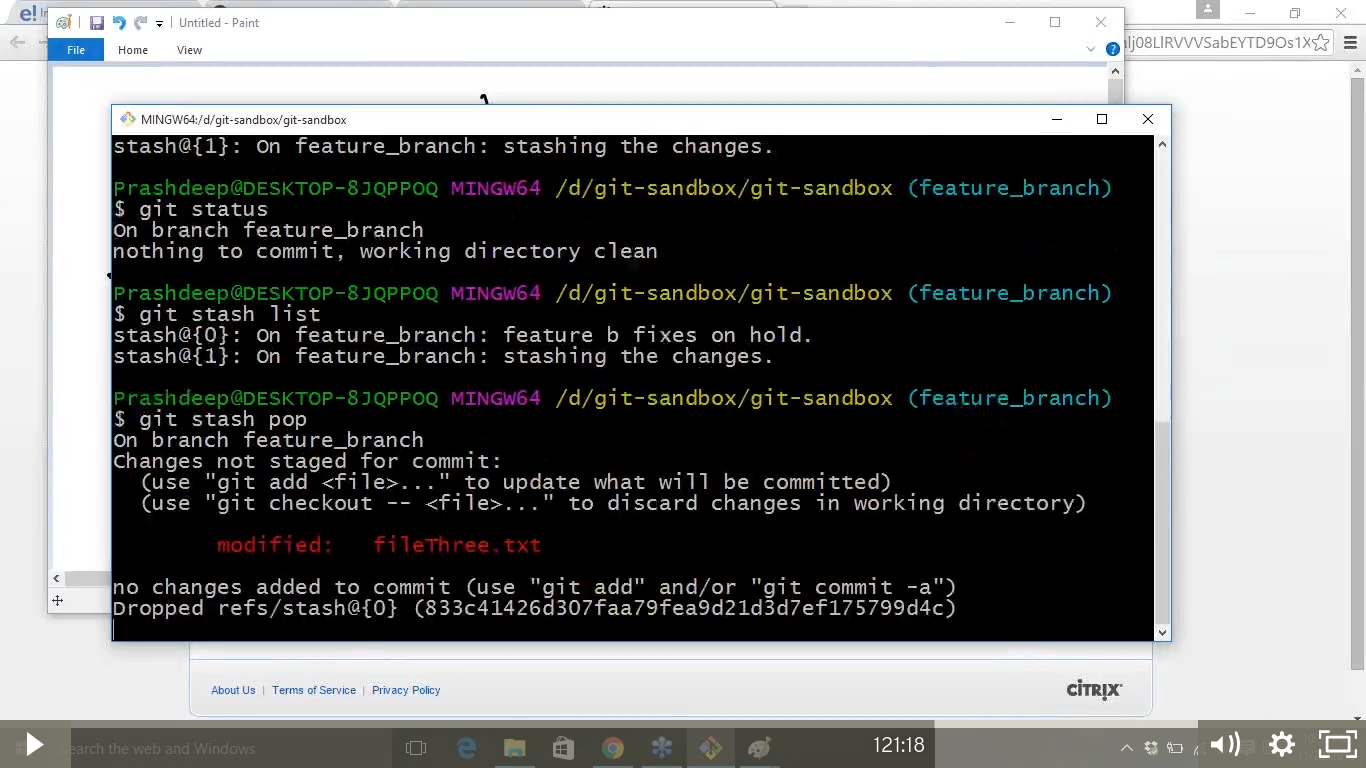 Untitled - Paint
File Home View
alj08LlRVVVSabEYTD9Os1X
MINGW64:/d/git-sandbox/git-sandbox
stash@{1}: On feature_branch: stashing the changes.
Prashdeep@DESKTOP-8JQPPOQ MINGW64 /d/git-sandbox/git-sandbox (feature_branch)
$ git status
On branch feature_branch
nothing to commit, working directory clean
Prashdeep@DESKTOP-8JQPPOQ MINGW64 /d/git-sandbox/git-sandbox (feature_branch)
$ git stash list
stash@{0}: On feature_branch: feature b fixes on hold.
stash@{1}: On feature_branch: stashing the changes.
Prashdeep@DESKTOP-8JQPPOQ MINGW64 /d/git-sandbox/git-sandbox (feature_branch)
$ git stash pop
On branch feature_branch
Changes not staged for commit:
(use "git add <file>..." to update what will be committed)
(use "git checkout -- <file>..." to discard changes in working directory)
modified: fileThree.txt
no changes added to commit (use "git add" and/or "git commit -a")
Dropped refs/stash@{0} (833c41426d307faa79fea9d21d3d7ef175799d4c)
About Us | Terms of Service | Privacy Policy
CITRIX
earch the web and Windows
121:18